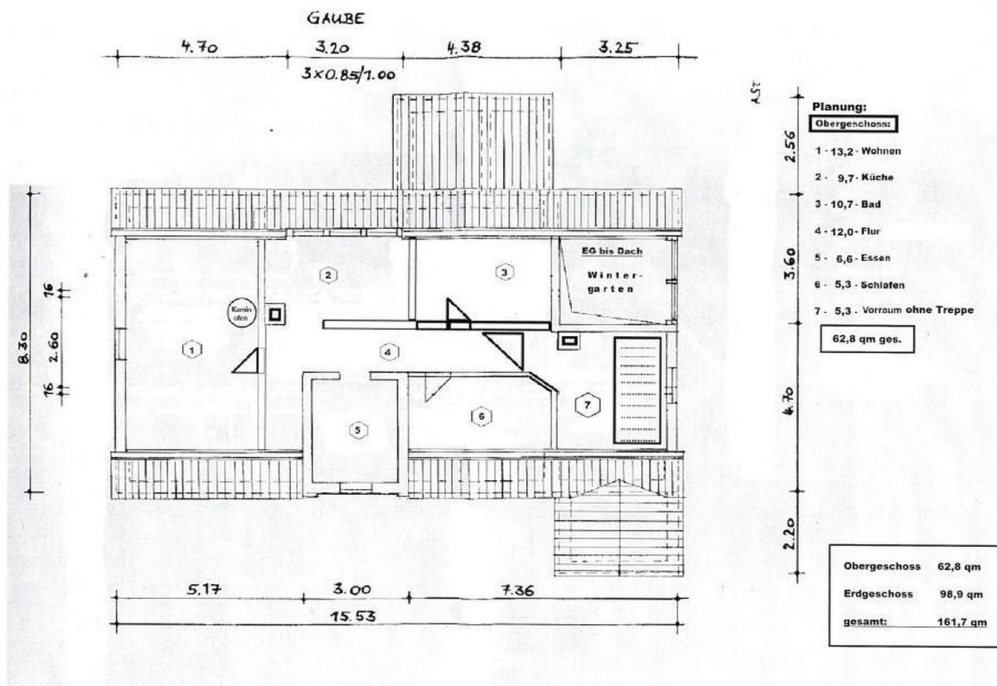 GAUBE
4.70 3.20 4.38 3.25
3×0.85/1.00
2.56
3.60
4.70
2.20
8.30
16
2.60
16
Planung:
Obergeschoss:
1 - 13,2 - Wohnen
2 - 9,7 - Küche
3 - 10,7 - Bad
4 - 12,0 - Flur
5 - 6,6 - Essen
6 - 5,3 - Schlafen
7 - 5,3 - Vorraum ohne Treppe
62,8 qm ges.
EG bis Dach
Winter-
garten
Kamin
ofen
1
2
3
4
5
6
7
5.17 3.00 7.36
15.53
Obergeschoss 62,8 qm
Erdgeschoss 98,9 qm
gesamt: 161,7 qm